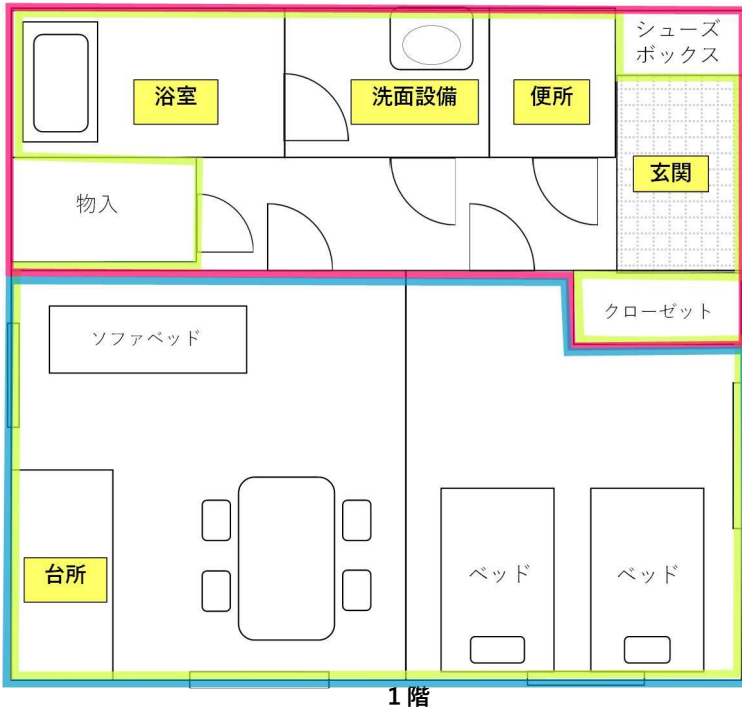 シューズ
ボックス
浴室
洗面設備
便所
玄関
物入
クローゼット
ソファベッド
台所
ベッド
ベッド
1階